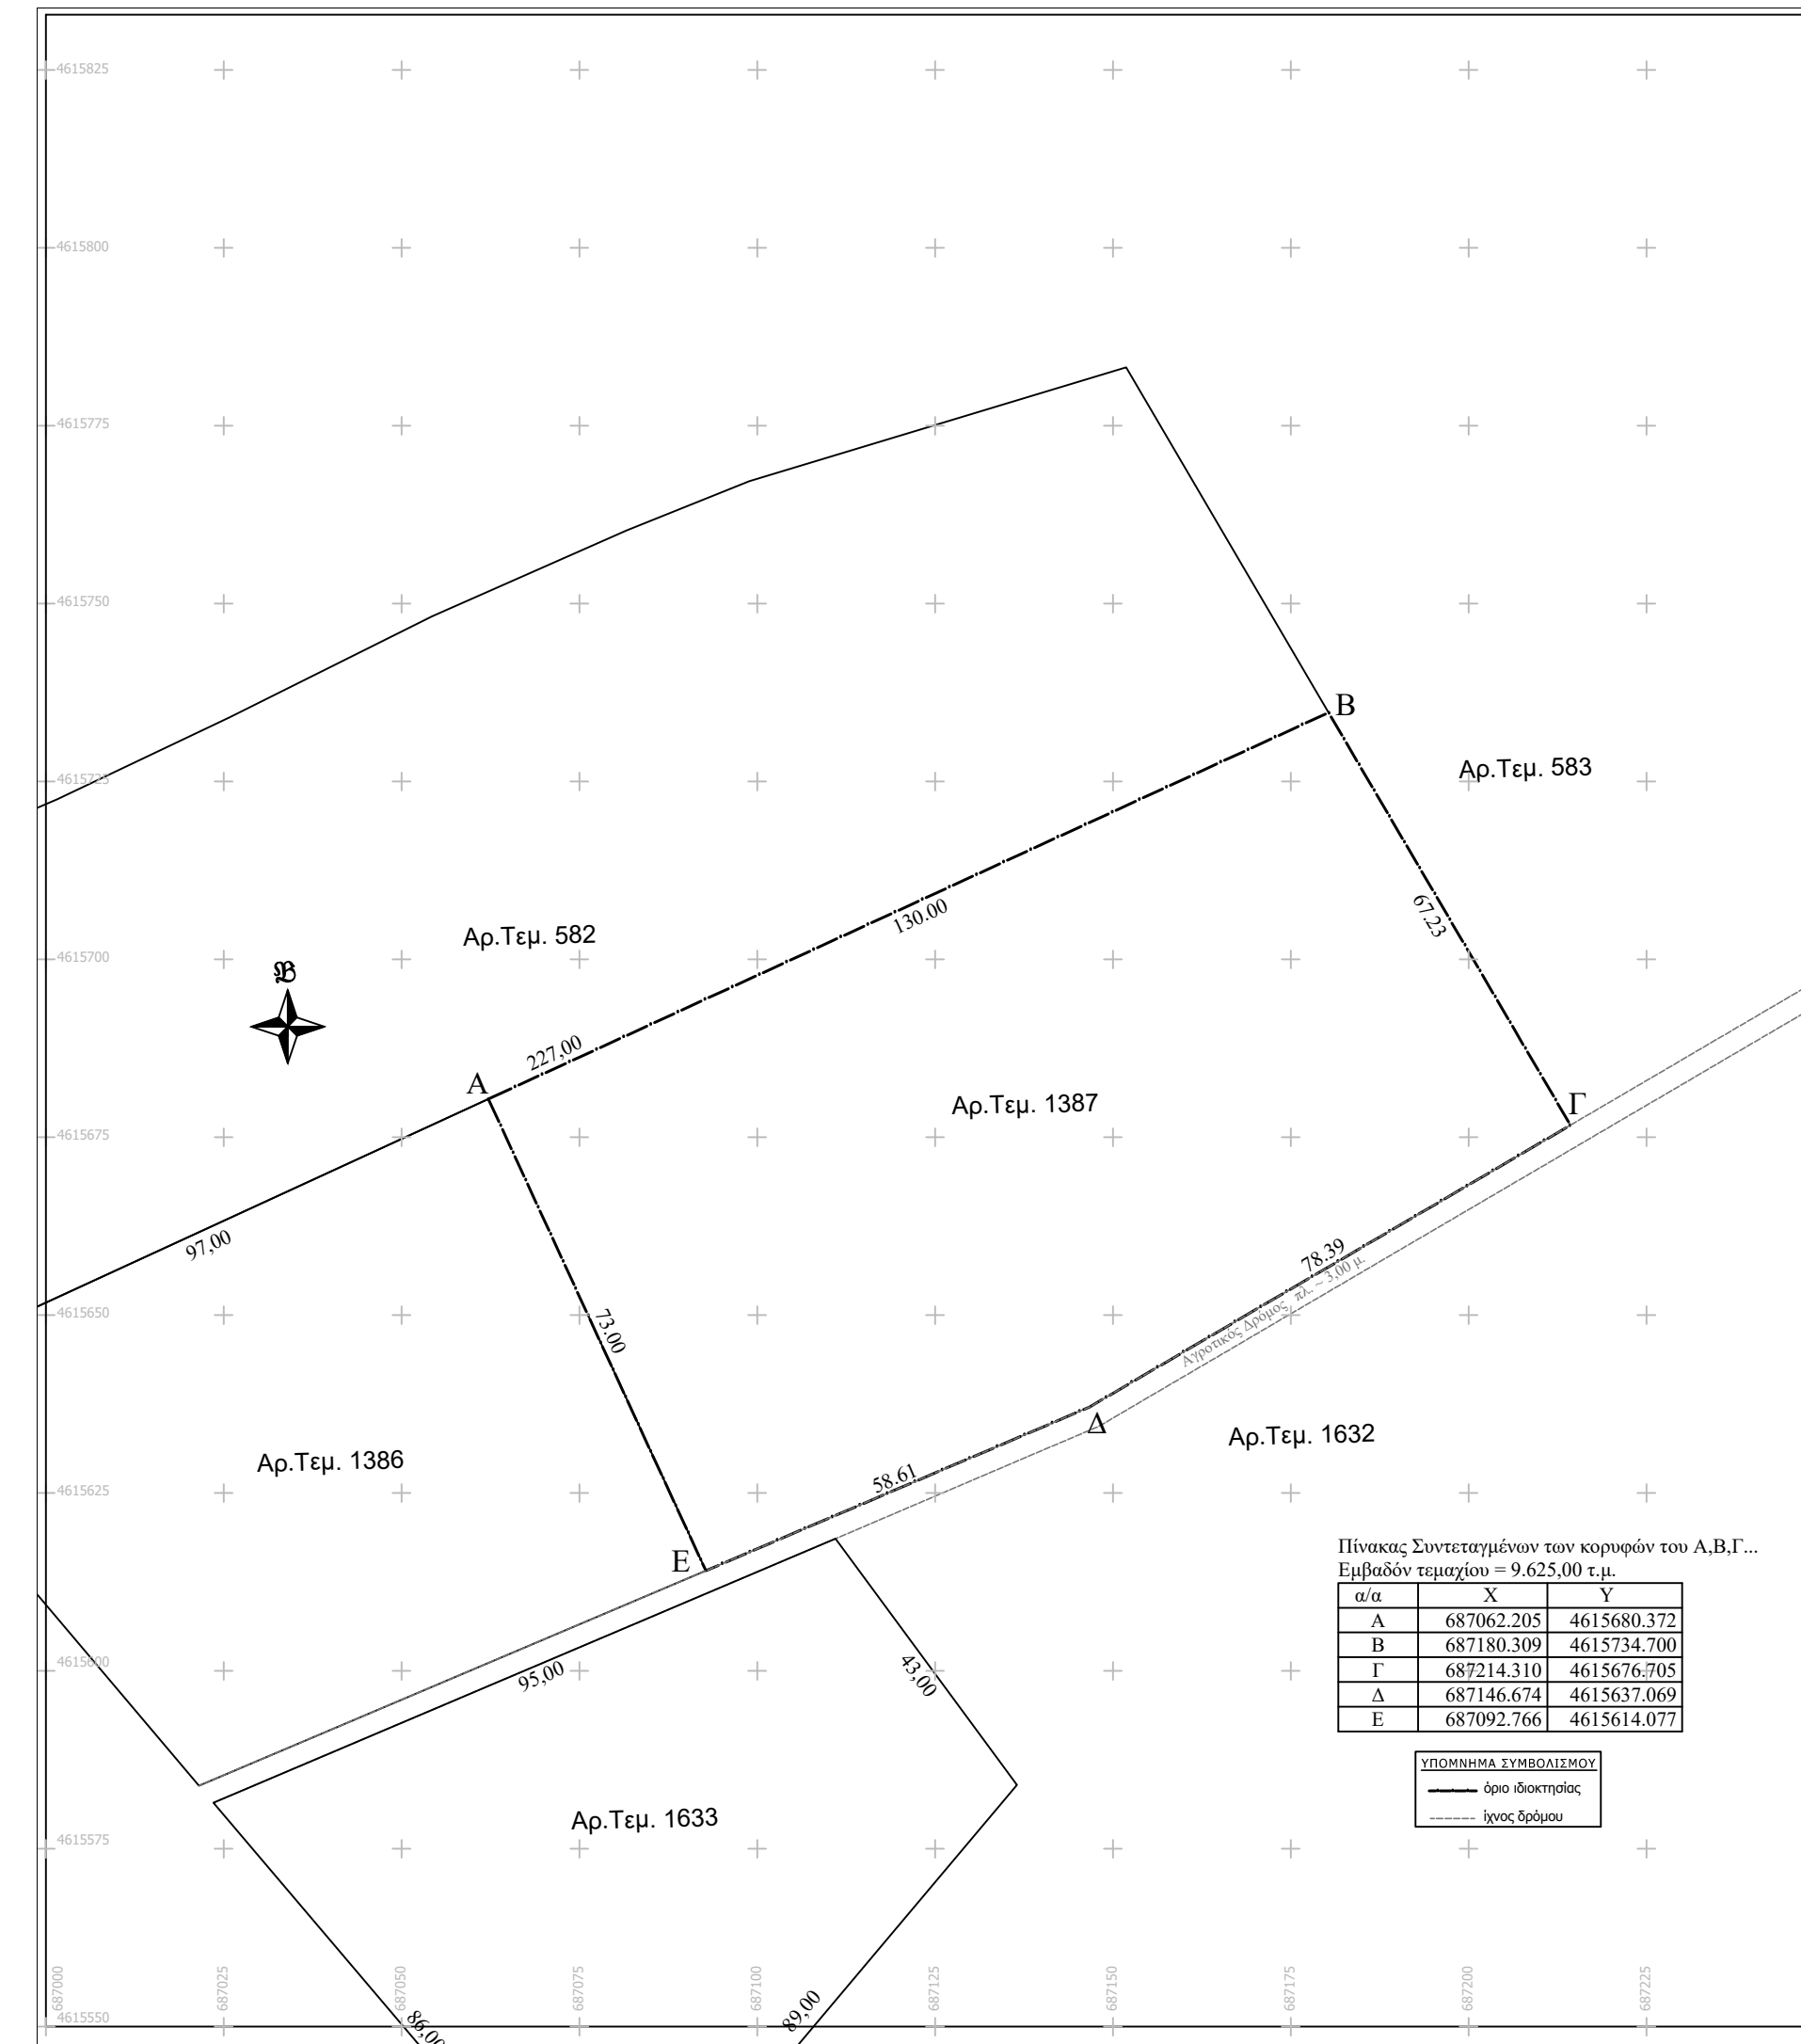 4615825
4615800
4615775
4615750
4615725
4615700
4615675
4615650
4615625
4615600
4615575
4615550
687000
687025
687050
687075
687100
687125
687150
687175
687200
687225
Β
Αρ.Τεμ. 583
67.23
130.00
Αρ.Τεμ. 582
Β
227,00
Α
Αρ.Τεμ. 1387
Γ
97,00
73.00
78.39
Αγροτικός Δρόμος πλ. ~ 3,00 μ.
Δ
Αρ.Τεμ. 1632
Αρ.Τεμ. 1386
58.61
Ε
95,00
43,00
Αρ.Τεμ. 1633
86,00
89,00
Πίνακας Συντεταγμένων των κορυφών του Α,Β,Γ...
Εμβαδόν τεμαχίου = 9.625,00 τ.μ.
α/α Χ Υ
Α 687062.205 4615680.372
Β 687180.309 4615734.700
Γ 687214.310 4615676.705
Δ 687146.674 4615637.069
Ε 687092.766 4615614.077
ΥΠΟΜΝΗΜΑ ΣΥΜΒΟΛΙΣΜΟΥ
όριο ιδιοκτησίας
ίχνος δρόμου